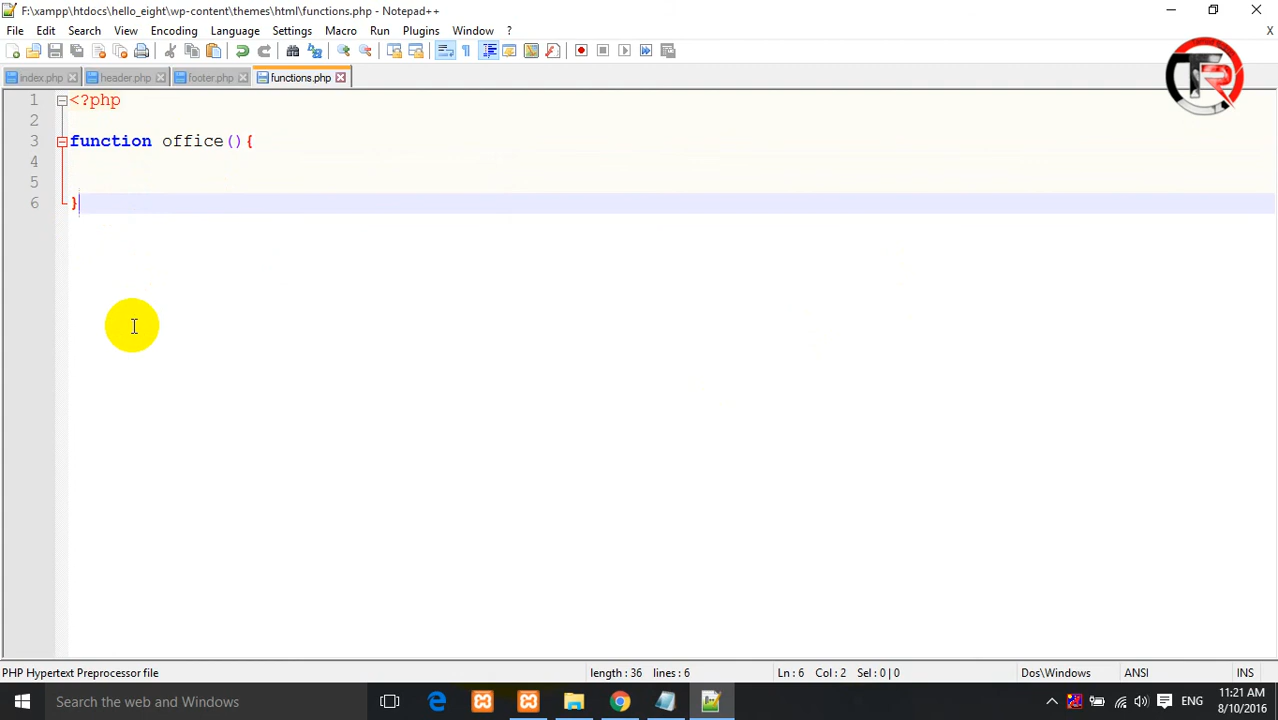 F:\xampp\htdocs\hello_eight\wp-content\themes\html\functions.php - Notepad++
File Edit Search View Encoding Language Settings Macro Run Plugins Window ? X
index.php header.php footer.php functions.php
TR
1 <?php
2
3 function office(){
4
5
6 }
PHP Hypertext Preprocessor file length : 36 lines : 6 Ln : 6 Col : 2 Sel : 0 | 0 Dos\Windows ANSI INS
Search the web and Windows ENG 11:21 AM
8/10/2016